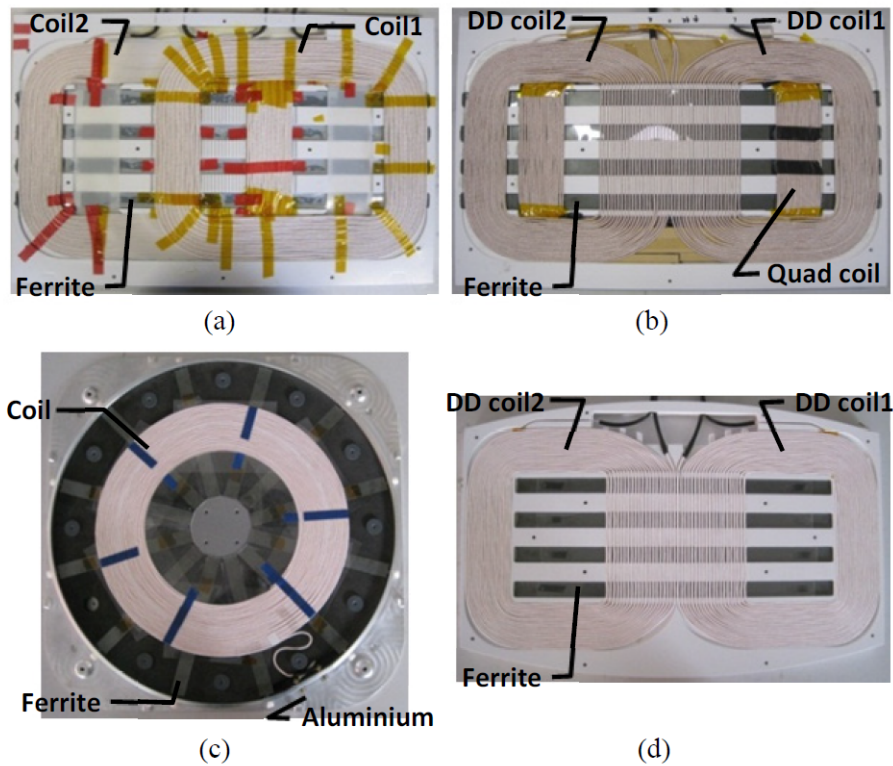 Coil2
Coil1
Ferrite
(a)
DD coil2
DD coil1
Ferrite
Quad coil
(b)
Coil
Ferrite
Aluminium
(c)
DD coil2
DD coil1
Ferrite
(d)